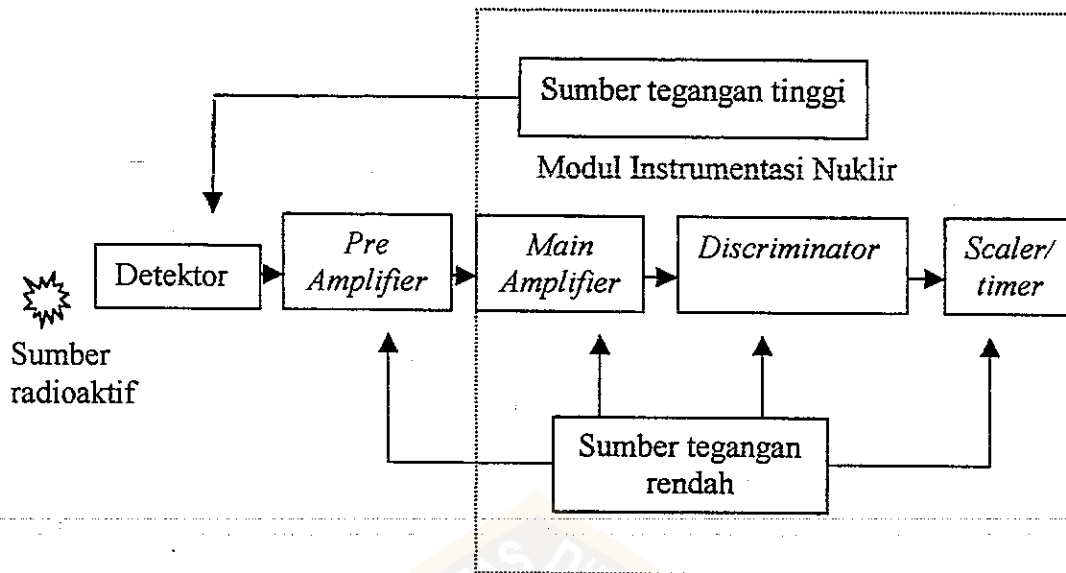 Sumber tegangan tinggi
Modul Instrumentasi Nuklir
Detektor
Pre
Amplifier
Main
Amplifier
Discriminator
Scaler/
timer
Sumber
radioaktif
Sumber tegangan
rendah